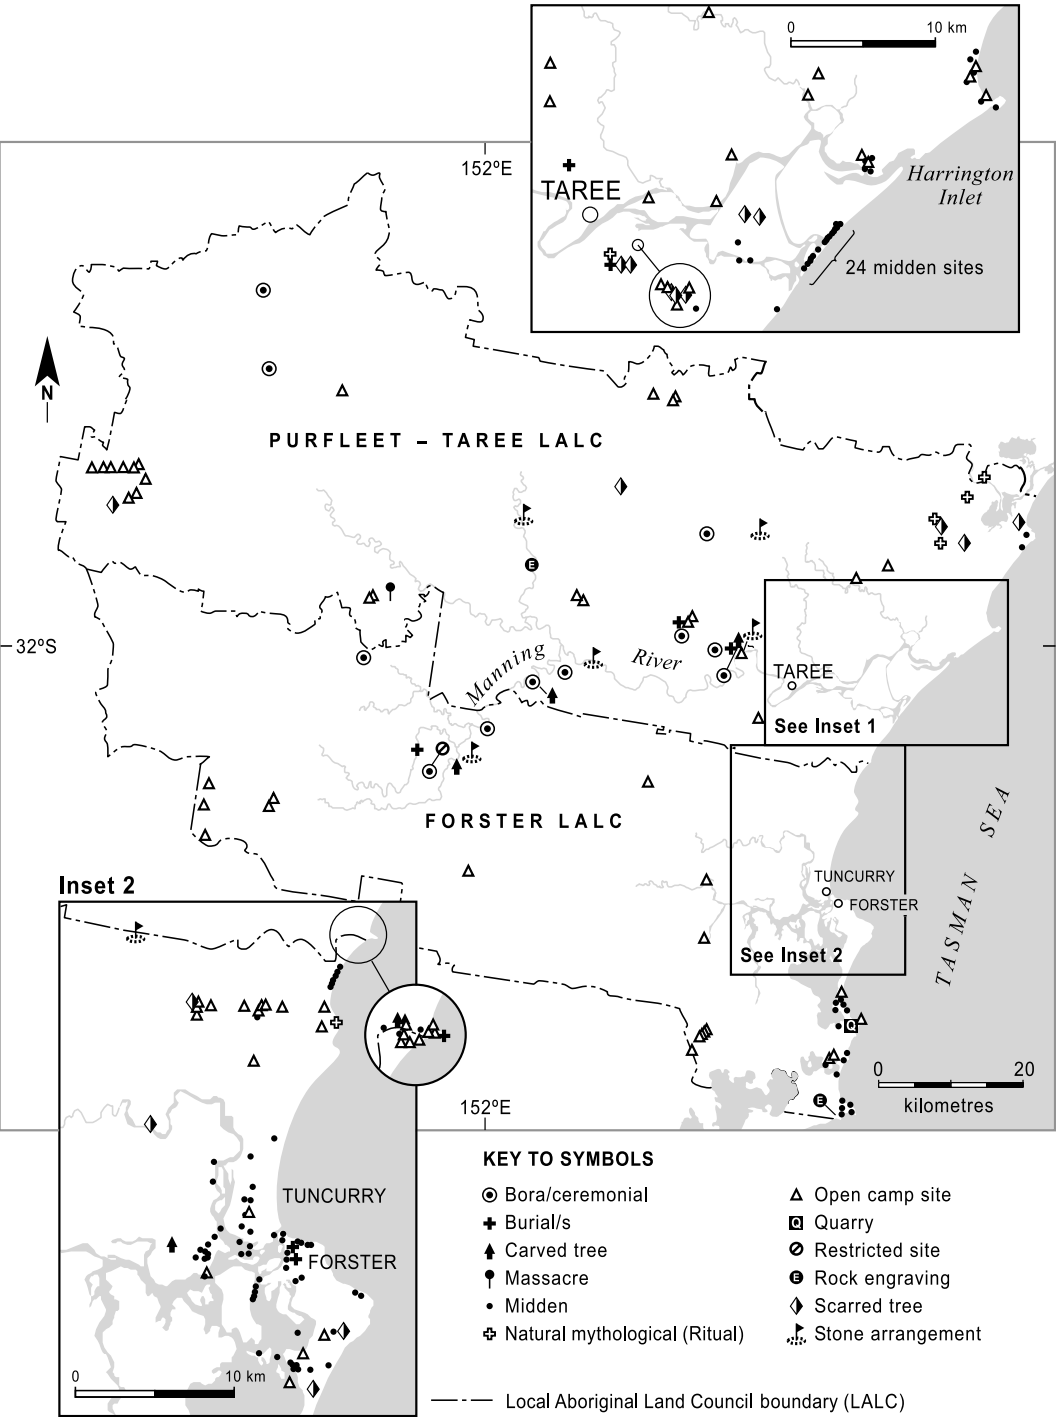 0 10 km
152ºE
Harrington
Inlet
TAREE
24 midden sites
N
PURFLEET – TAREE LALC
32ºS
Manning
River
TAREE
See Inset 1
FORSTER LALC
TASMAN SEA
TUNCURRY
FORSTER
See Inset 2
Inset 2
Q
E
E
0 20
kilometres
152ºE
TUNCURRY
FORSTER
0 10 km
KEY TO SYMBOLS
Bora/ceremonial
Burial/s
Carved tree
Massacre
Midden
Natural mythological (Ritual)
Open camp site
Q Quarry
Restricted site
E Rock engraving
Scarred tree
Stone arrangement
Local Aboriginal Land Council boundary (LALC)